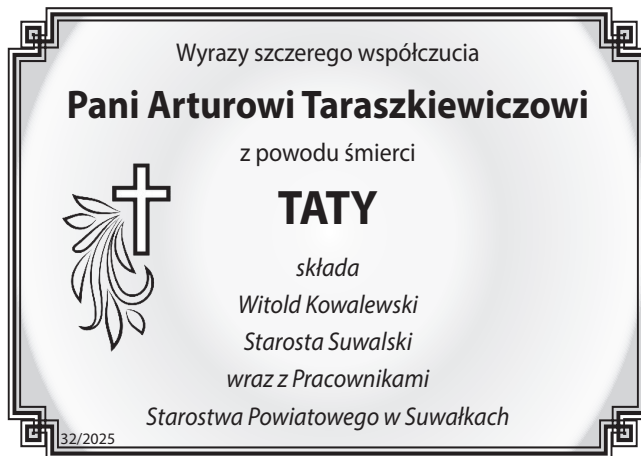 Wyrazy szczerego współczucia
Pani Arturowi Taraszkiewiczowi
z powodu śmierci
TATY
składa
Witold Kowalewski
Starosta Suwalski
wraz z Pracownikami
Starostwa Powiatowego w Suwałkach
32/2025